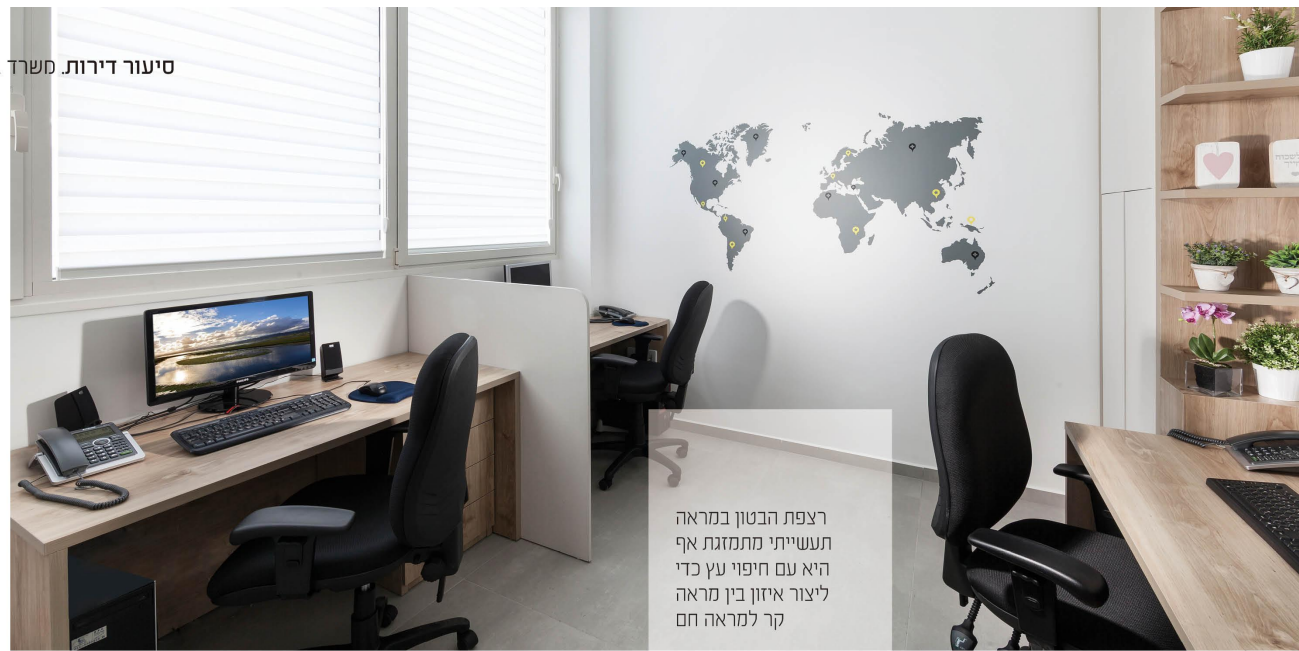 סיעור דירות. משרד
רצפת הבטון במראה
תעשייתי מתמזגת אף
היא עם חיפוי עץ כדי
ליצור איזון בין מראה
קר למראה חם